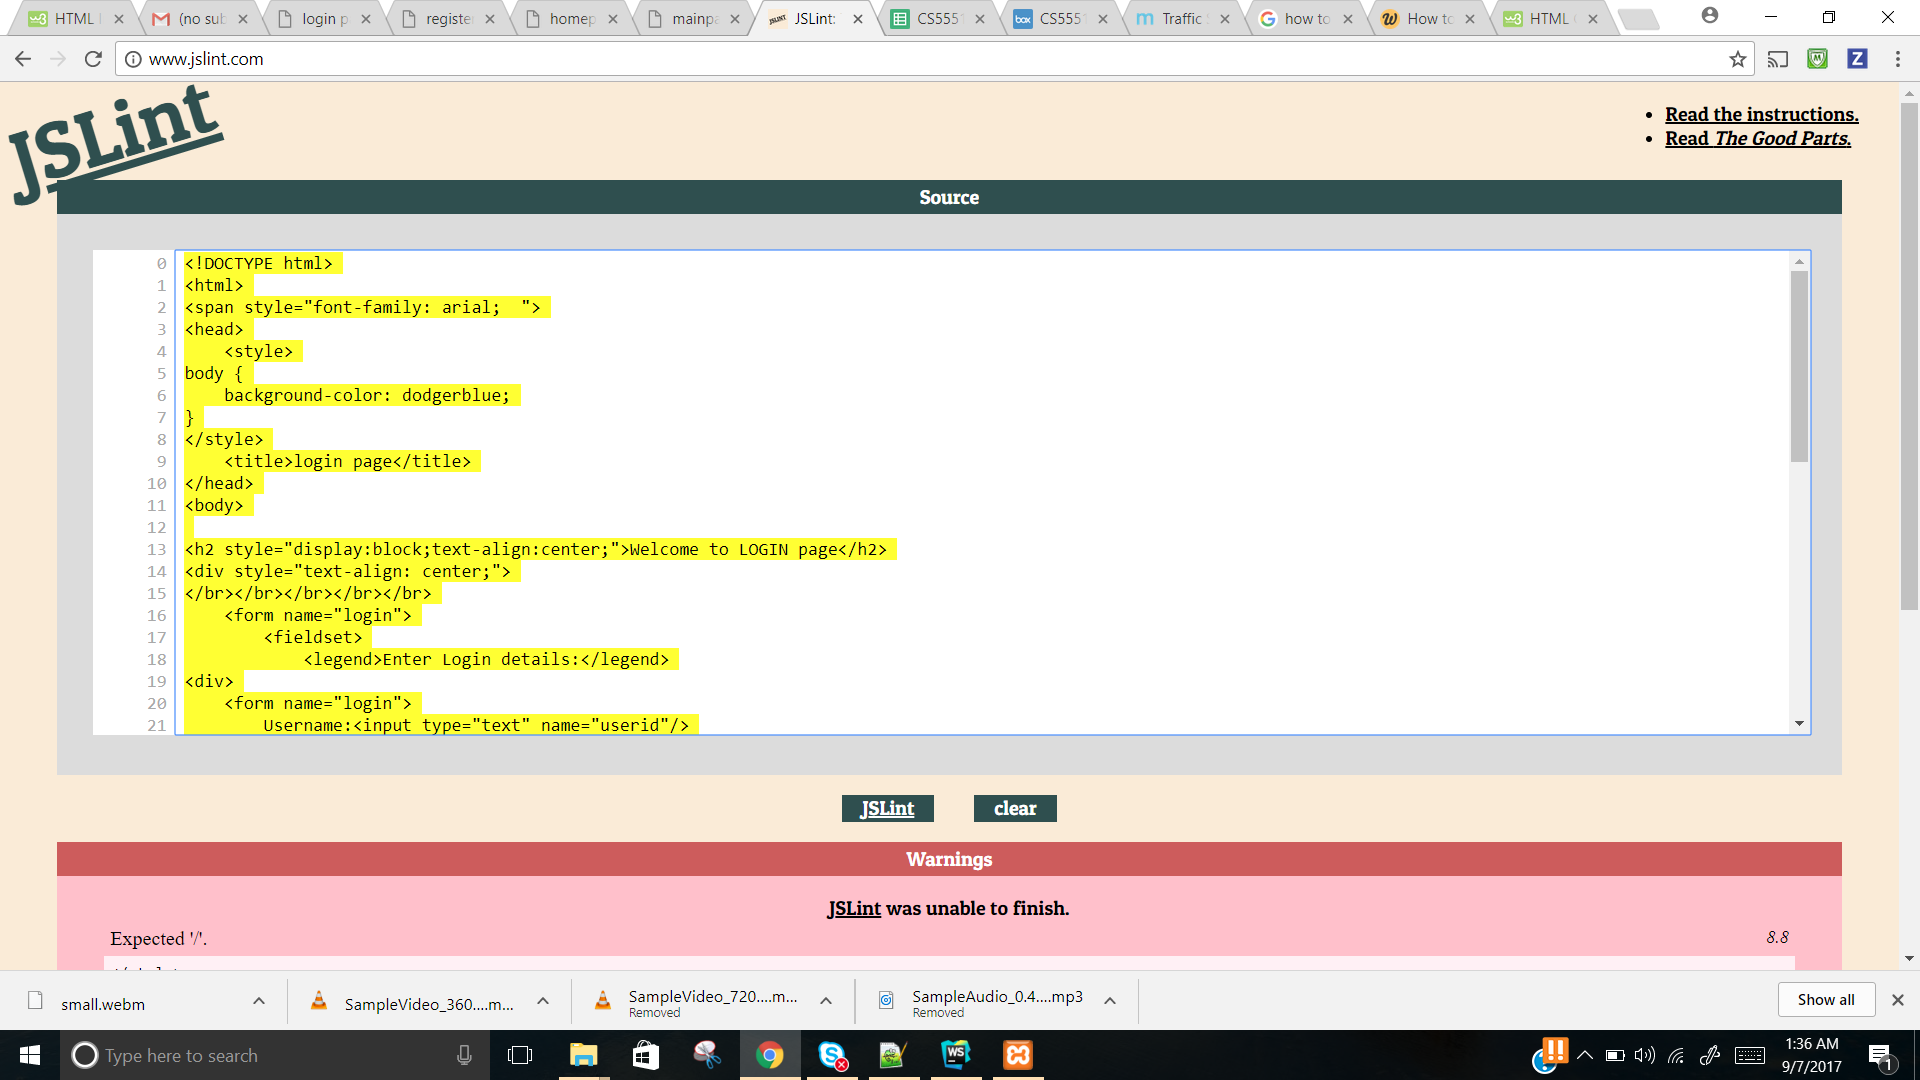 HTML
(no sub
login p
register
homep
mainpa
JSLint:
CS5551
CS5551
Traffic
how to
How to
HTML
www.jslint.com
JSLint
Read the instructions.
Read The Good Parts.
Source
0 <!DOCTYPE html>
1 <html>
2 <span style="font-family: arial;  ">
3 <head>
4     <style>
5 body {
6     background-color: dodgerblue;
7 }
8 </style>
9     <title>login page</title>
10 </head>
11 <body>
12
13 <h2 style="display:block;text-align:center;">Welcome to LOGIN page</h2>
14 <div style="text-align: center;">
15 </br></br></br></br></br>
16     <form name="login">
17         <fieldset>
18             <legend>Enter Login details:</legend>
19 <div>
20     <form name="login">
21         Username:<input type="text" name="userid"/>
JSLint clear
Warnings
JSLint was unable to finish.
Expected '/'. 8.8
small.webm
SampleVideo_360....m...
SampleVideo_720....m...
Removed
SampleAudio_0.4....mp3
Removed
Show all
Type here to search
1:36 AM
9/7/2017
1